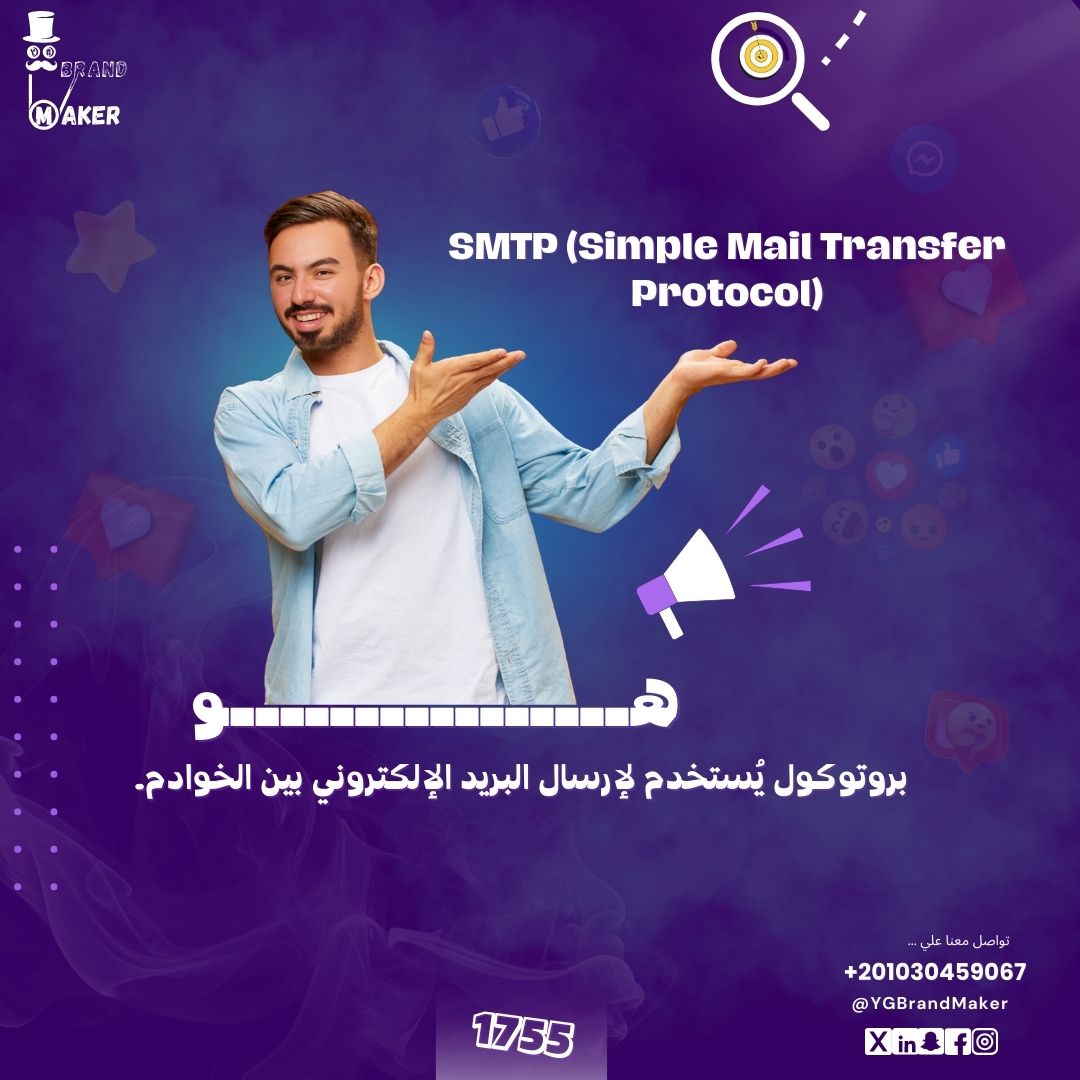 BRAND
MAKER
SMTP (Simple Mail Transfer
Protocol)
هـــــــــــــــــو
بروتوكول يُستخدم لإرسال البريد الإلكتروني بين الخوادم.
تواصل معنا علي ...
+201030459067
@YGBrandMaker
1755